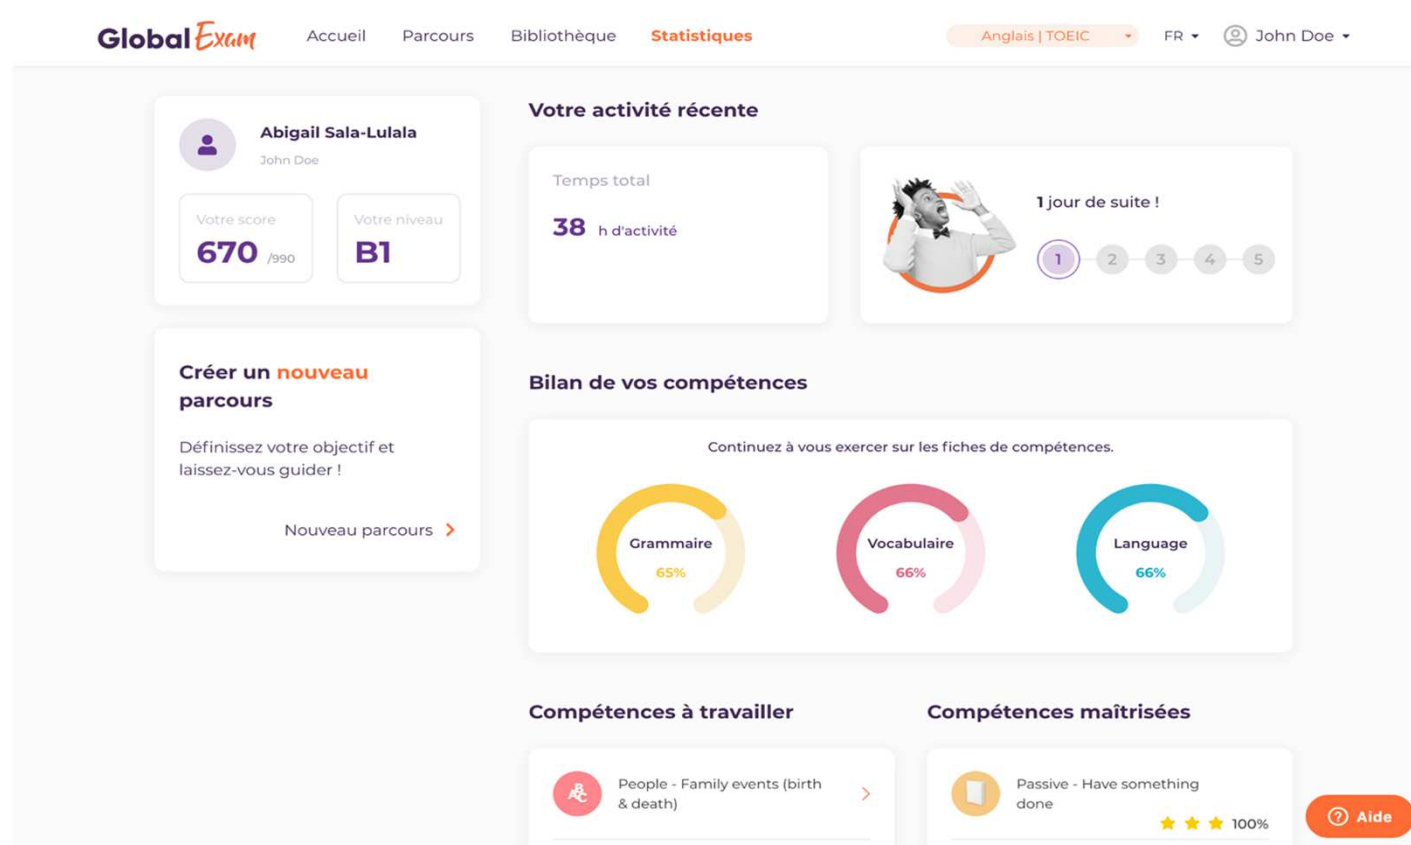 Global Exam
Accueil
Parcours
Bibliothèque
Statistiques
Anglais | TOEIC
FR
John Doe
Abigail Sala-Lulala
John Doe
Votre score
670 /990
Votre niveau
B1
Créer un nouveau
parcours
Définissez votre objectif et
laissez-vous guider !
Nouveau parcours
Votre activité récente
Temps total
38 h d'activité
1 jour de suite !
1 2 3 4 5
Bilan de vos compétences
Continuez à vous exercer sur les fiches de compétences.
Grammaire
65%
Vocabulaire
66%
Language
66%
Compétences à travailler
ABC
People - Family events (birth
& death)
Compétences maîtrisées
Passive - Have something
done
100%
? Aide